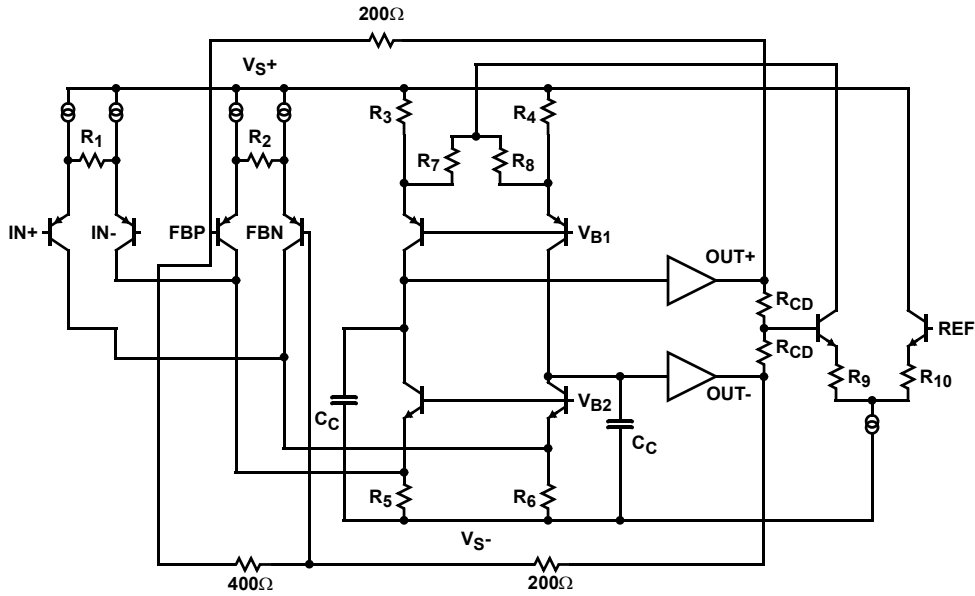 200Ω
VS+
R3
R4
R1
R2
R7
R8
IN+
IN-
FBP
FBN
VB1
OUT+
RCD
REF
RCD
R9
R10
OUT-
VB2
CC
CC
R5
R6
VS-
400Ω
200Ω